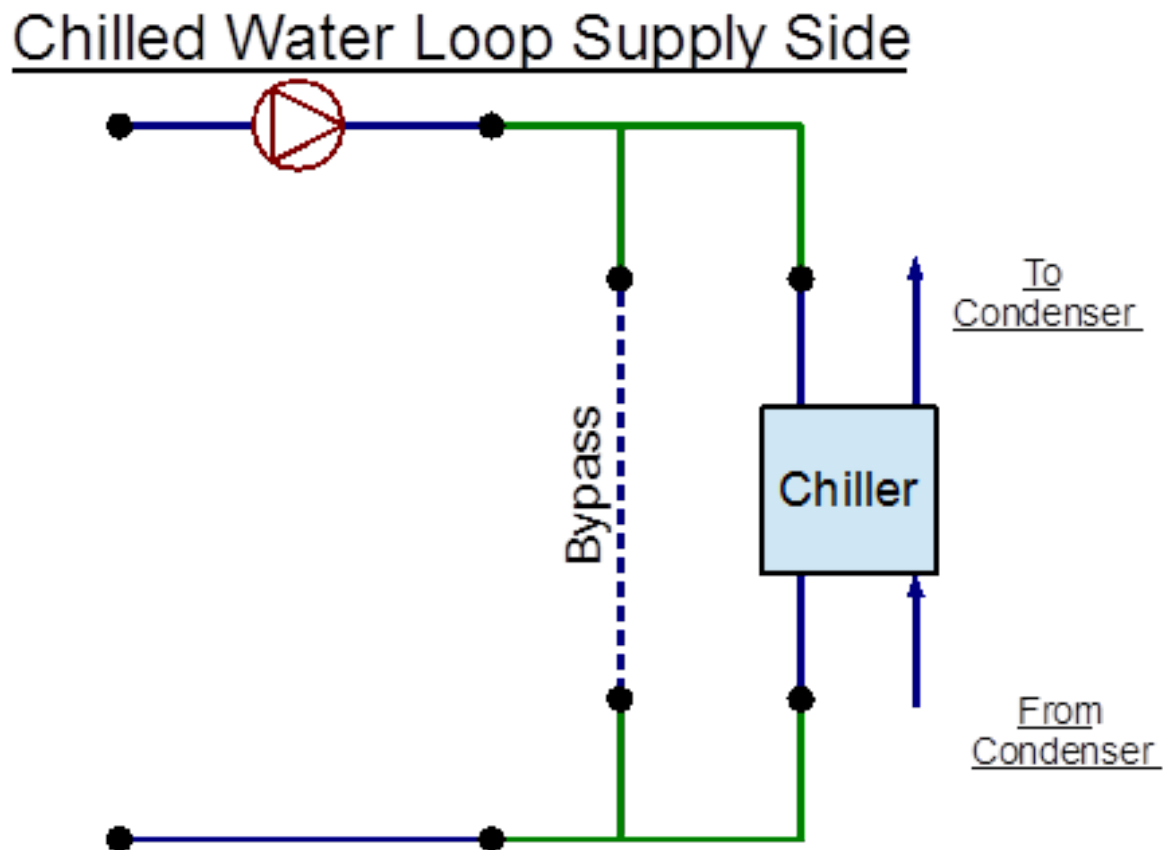 Chilled Water Loop Supply Side
To
Condenser
Bypass
Chiller
From
Condenser